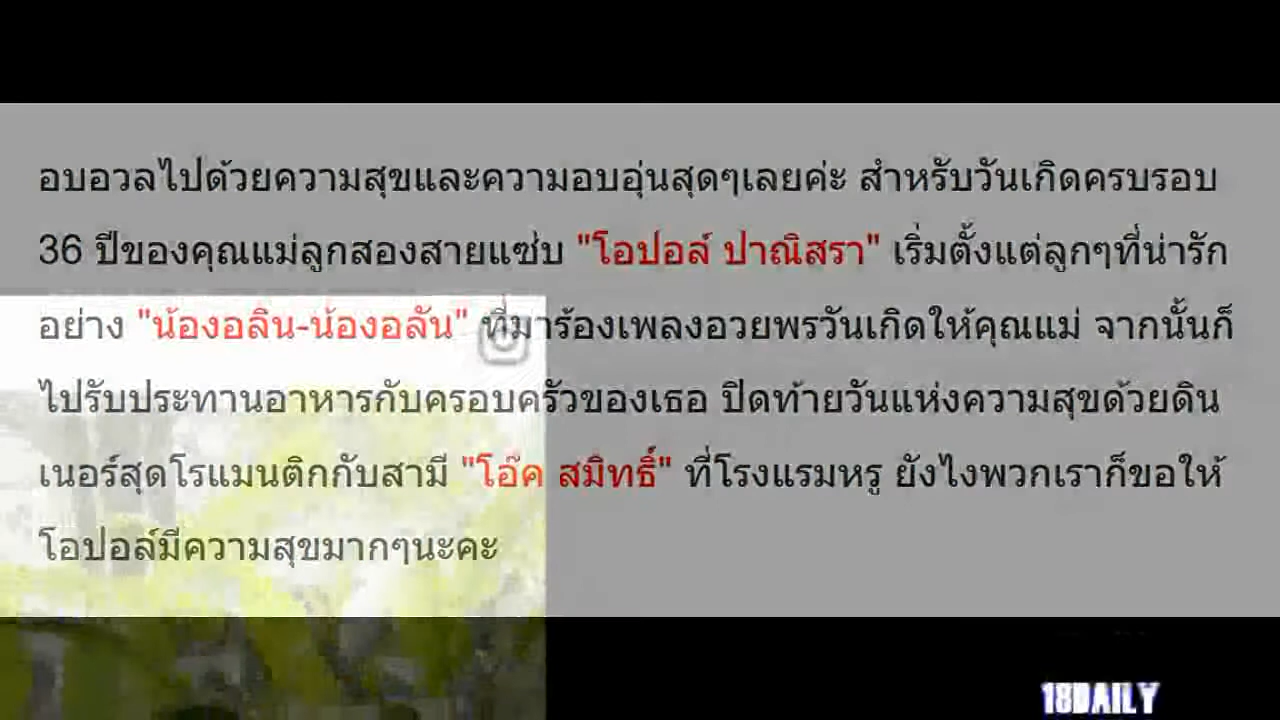 อบอวลไปด้วยความสุขและความอบอุ่นสุดๆเลยค่ะ สำหรับวันเกิดครบรอบ
36 ปีของคุณแม่ลูกสองสายแซ่บ "โอปอล์ ปาณิสรา" เริ่มตั้งแต่ลูกๆที่น่ารัก
อย่าง "น้องอลิน-น้องอลัน" ที่มาร้องเพลงอวยพรวันเกิดให้คุณแม่ จากนั้นก็
ไปรับประทานอาหารกับครอบครัวของเธอ ปิดท้ายวันแห่งความสุขด้วยดิน
เนอร์สุดโรแมนติกกับสามี "โอ๊ค สมิทธิ์" ที่โรงแรมหรู ยังไงพวกเราก็ขอให้
โอปอล์มีความสุขมากๆนะคะ
18DAILY